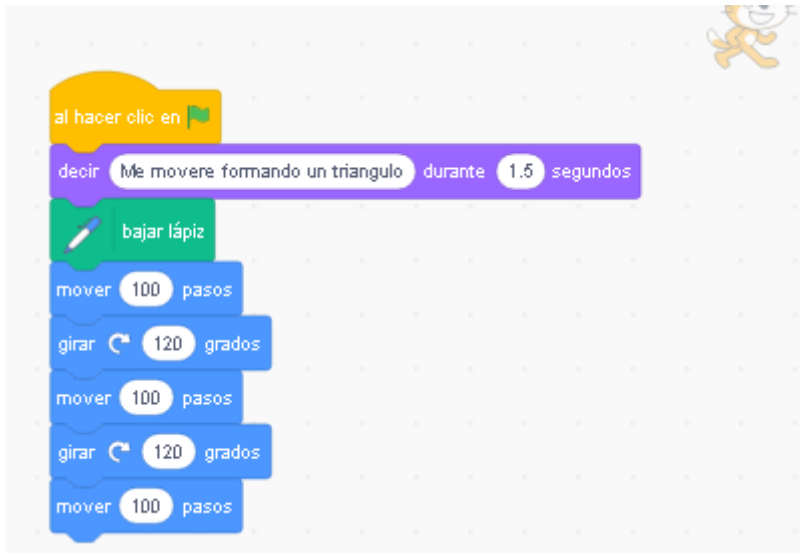 al hacer clic en
decir Me movere formando un triangulo durante 1.5 segundos
bajar lápiz
mover 100 pasos
girar 120 grados
mover 100 pasos
girar 120 grados
mover 100 pasos